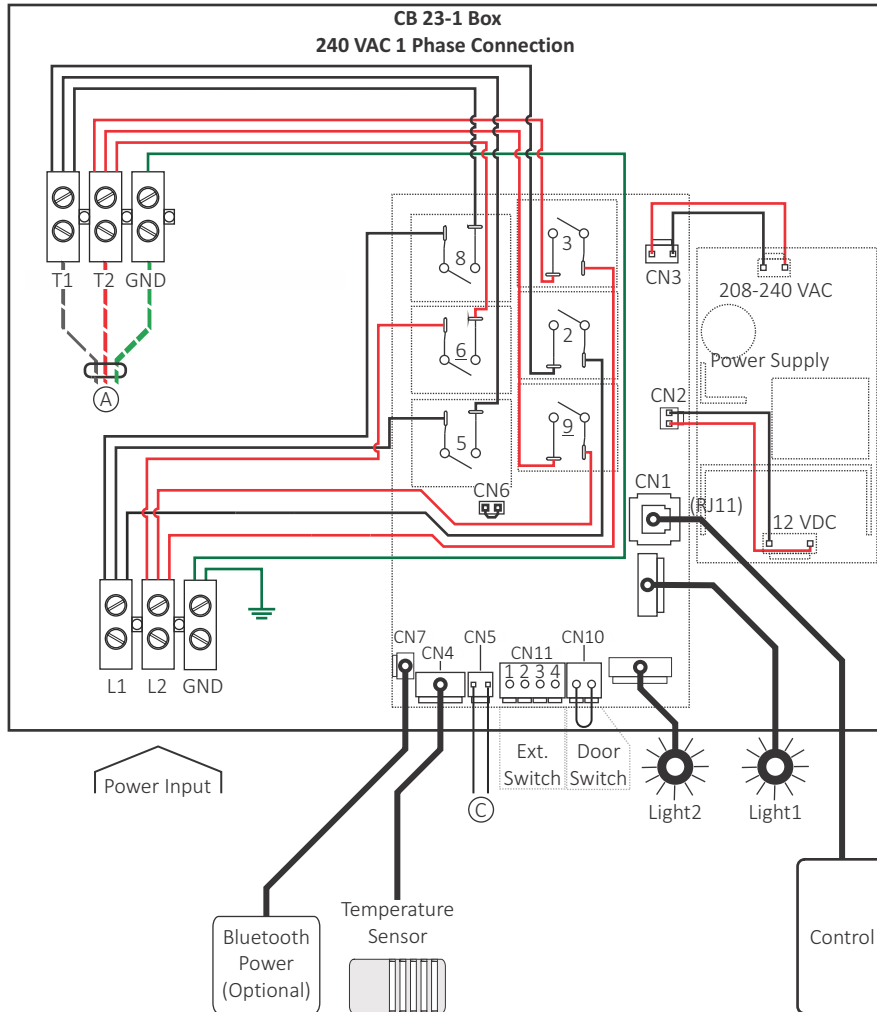 CB 23-1 Box
240 VAC 1 Phase Connection
T1 T2 GND
A
8
3
6
2
5
9
CN3
208-240 VAC
Power Supply
CN2
CN6
CN1
(RJ11)
12 VDC
L1 L2 GND
CN7
CN4
CN5
CN11
1 2 3 4
CN10
Power Input
Ext.
Switch
Door
Switch
C
Light2
Light1
Bluetooth
Power
(Optional)
Temperature
Sensor
Control